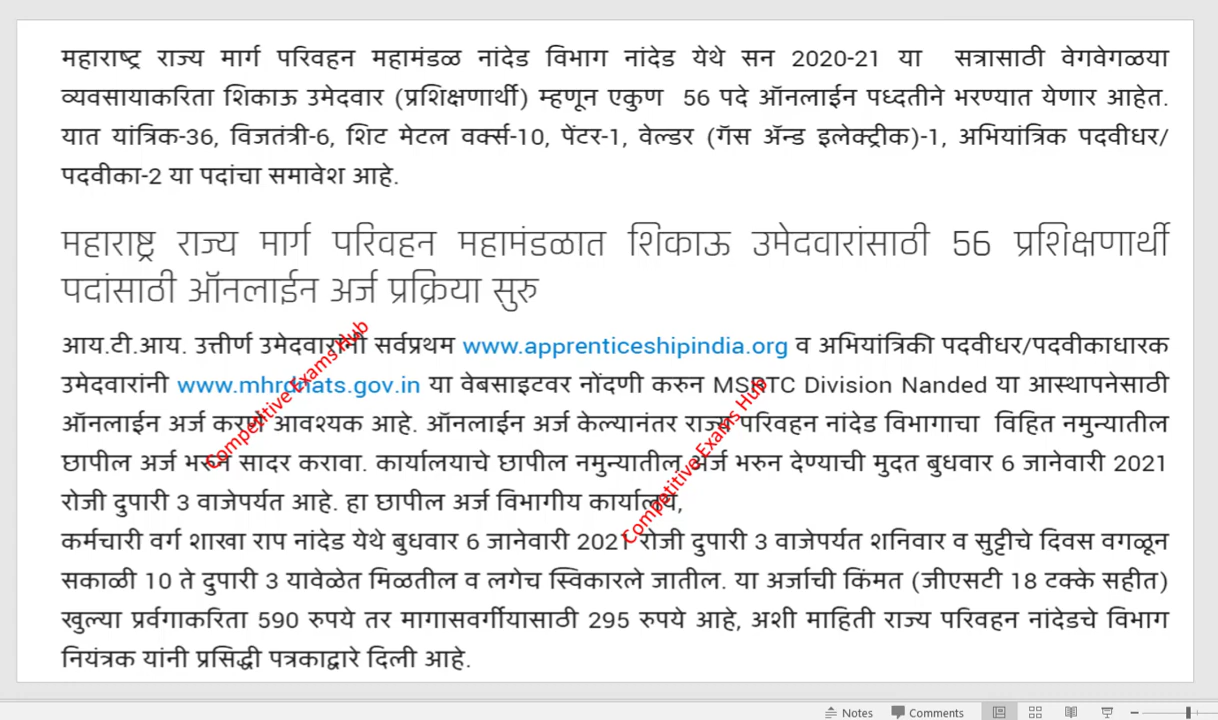 महाराष्ट्र राज्य मार्ग परिवहन महामंडळ नांदेड विभाग नांदेड येथे सन 2020-21 या सत्रासाठी वेगवेगळया
व्यवसायाकरिता शिकाऊ उमेदवार (प्रशिक्षणार्थी) म्हणून एकुण 56 पदे ऑनलाईन पध्दतीने भरण्यात येणार आहेत.
यात यांत्रिक-36, विजतंत्री-6, शिट मेटल वर्क्स-10, पेंटर-1, वेल्डर (गॅस ॲन्ड इलेक्ट्रीक)-1, अभियांत्रिक पदवीधर/
पदवीका-2 या पदांचा समावेश आहे.
महाराष्ट्र राज्य मार्ग परिवहन महामंडळात शिकाऊ उमेदवारांसाठी 56 प्रशिक्षणार्थी
पदांसाठी ऑनलाईन अर्ज प्रक्रिया सुरु
आय.टी.आय. उत्तीर्ण उमेदवारांनी सर्वप्रथम www.apprenticeshipindia.org व अभियांत्रिकी पदवीधर/पदवीकाधारक
उमेदवारांनी www.mhrdnats.gov.in या वेबसाइटवर नोंदणी करुन MSRTC Division Nanded या आस्थापनेसाठी
ऑनलाईन अर्ज करणे आवश्यक आहे. ऑनलाईन अर्ज केल्यानंतर राज्य परिवहन नांदेड विभागाचा विहित नमुन्यातील
छापील अर्ज भरुन सादर करावा. कार्यालयाचे छापील नमुन्यातील अर्ज भरुन देण्याची मुदत बुधवार 6 जानेवारी 2021
रोजी दुपारी 3 वाजेपर्यत आहे. हा छापील अर्ज विभागीय कार्यालय,
कर्मचारी वर्ग शाखा राप नांदेड येथे बुधवार 6 जानेवारी 2021 रोजी दुपारी 3 वाजेपर्यत शनिवार व सुट्टीचे दिवस वगळून
सकाळी 10 ते दुपारी 3 यावेळेत मिळतील व लगेच स्विकारले जातील. या अर्जाची किंमत (जीएसटी 18 टक्के सहीत)
खुल्या प्रर्वगाकरिता 590 रुपये तर मागासवर्गीयासाठी 295 रुपये आहे, अशी माहिती राज्य परिवहन नांदेडचे विभाग
नियंत्रक यांनी प्रसिद्धी पत्रकाद्वारे दिली आहे.
Competitive Exams Hub
Competitive Exams Hub
Notes Comments